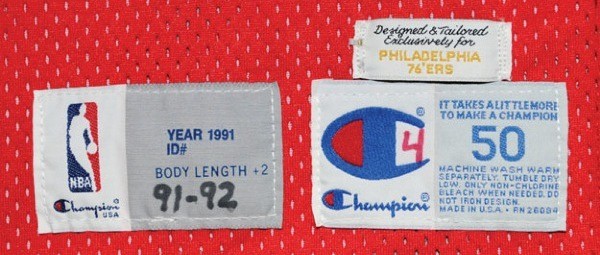 Designed & Tailored
Exclusively for
PHILADELPHIA
76'ERS
NBA
Champion
USA
YEAR 1991
ID#
BODY LENGTH +2
91-92
4
Champion
IT TAKES A LITTLE MORE
TO MAKE A CHAMPION
50
MACHINE WASH WARM
SEPARATELY. TUMBLE DRY
LOW. ONLY NON-CHLORINE
BLEACH WHEN NEEDED. DO
NOT IRON DESIGN.
MADE IN U.S.A. • RN 26094